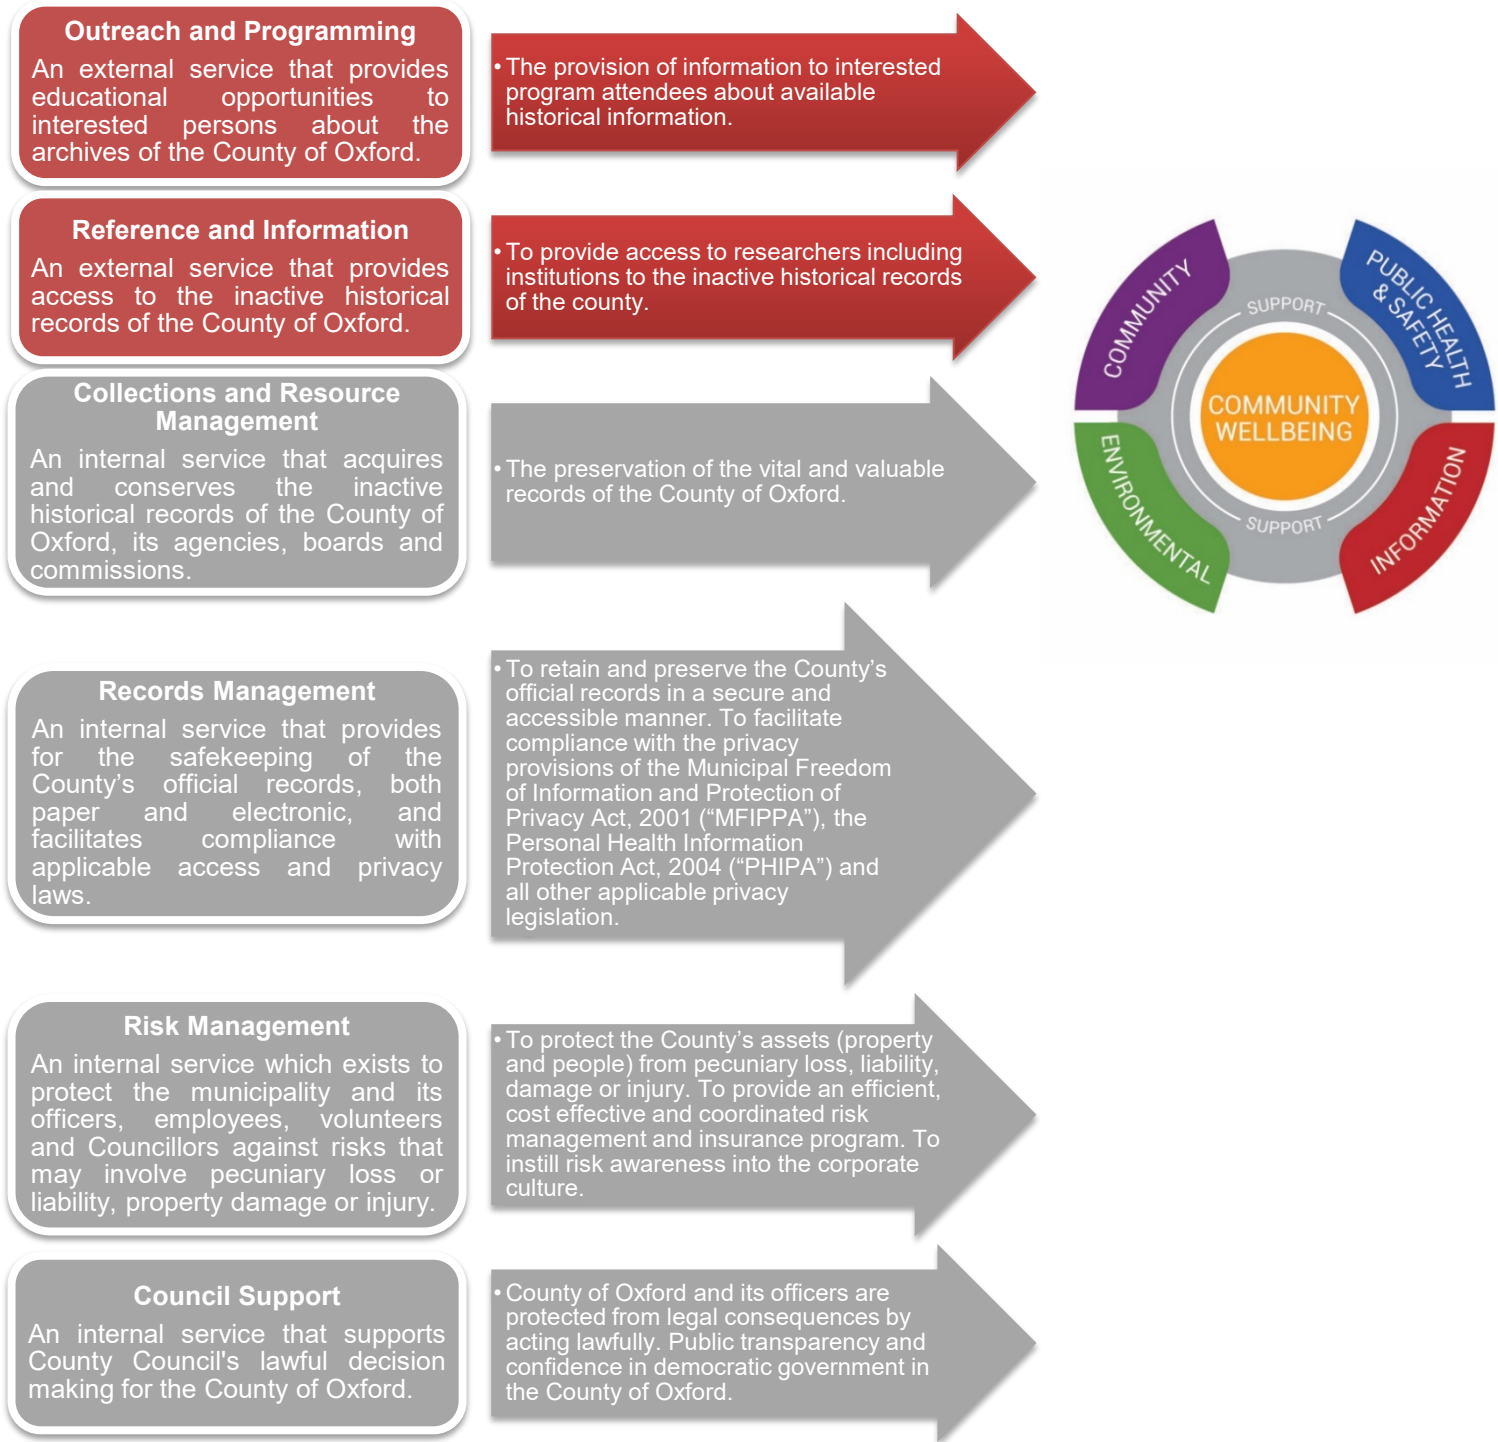 Outreach and Programming
An external service that provides
educational opportunities to
interested persons about the
archives of the County of Oxford.
• The provision of information to interested
program attendees about available
historical information.
Reference and Information
An external service that provides
access to the inactive historical
records of the County of Oxford.
• To provide access to researchers including
institutions to the inactive historical records
of the county.
Collections and Resource
Management
An internal service that acquires
and conserves the inactive
historical records of the County of
Oxford, its agencies, boards and
commissions.
• The preservation of the vital and valuable
records of the County of Oxford.
Records Management
An internal service that provides
for the safekeeping of the
County’s official records, both
paper and electronic, and
facilitates compliance with
applicable access and privacy
laws.
• To retain and preserve the County’s
official records in a secure and
accessible manner. To facilitate
compliance with the privacy
provisions of the Municipal Freedom
of Information and Protection of
Privacy Act, 2001 (“MFIPPA”), the
Personal Health Information
Protection Act, 2004 (“PHIPA”) and
all other applicable privacy
legislation.
Risk Management
An internal service which exists to
protect the municipality and its
officers, employees, volunteers
and Councillors against risks that
may involve pecuniary loss or
liability, property damage or injury.
• To protect the County’s assets (property
and people) from pecuniary loss, liability,
damage or injury. To provide an efficient,
cost effective and coordinated risk
management and insurance program. To
instill risk awareness into the corporate
culture.
Council Support
An internal service that supports
County Council's lawful decision
making for the County of Oxford.
• County of Oxford and its officers are
protected from legal consequences by
acting lawfully. Public transparency and
confidence in democratic government in
the County of Oxford.
COMMUNITY
PUBLIC HEALTH
& SAFETY
SUPPORT
COMMUNITY
WELLBEING
SUPPORT
ENVIRONMENTAL
INFORMATION